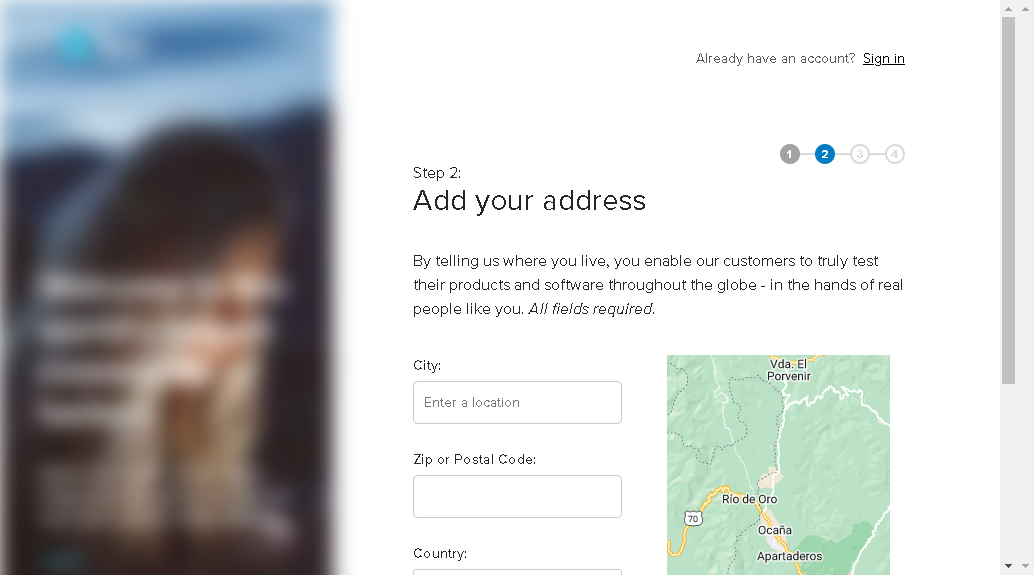 Already have an account? Sign in
1 2 3 4
Step 2:
Add your address
By telling us where you live, you enable our customers to truly test
their products and software throughout the globe - in the hands of real
people like you. All fields required.
City:
Enter a location
Zip or Postal Code:
Country:
Vda. El
Porvenir
Río de Oro
70
Ocaña
Apartaderos